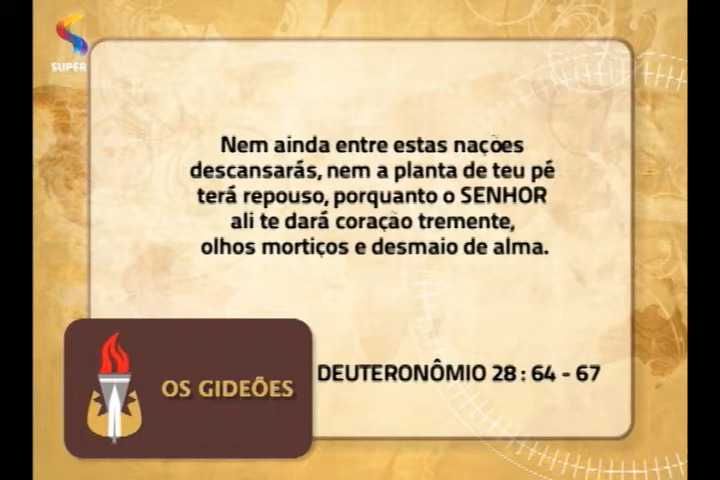 SUPER
Nem ainda entre estas nações
descansarás, nem a planta de teu pé
terá repouso, porquanto o SENHOR
ali te dará coração tremente,
olhos mortiços e desmaio de alma.
OS GIDEÕES
DEUTERONÔMIO 28 : 64 - 67